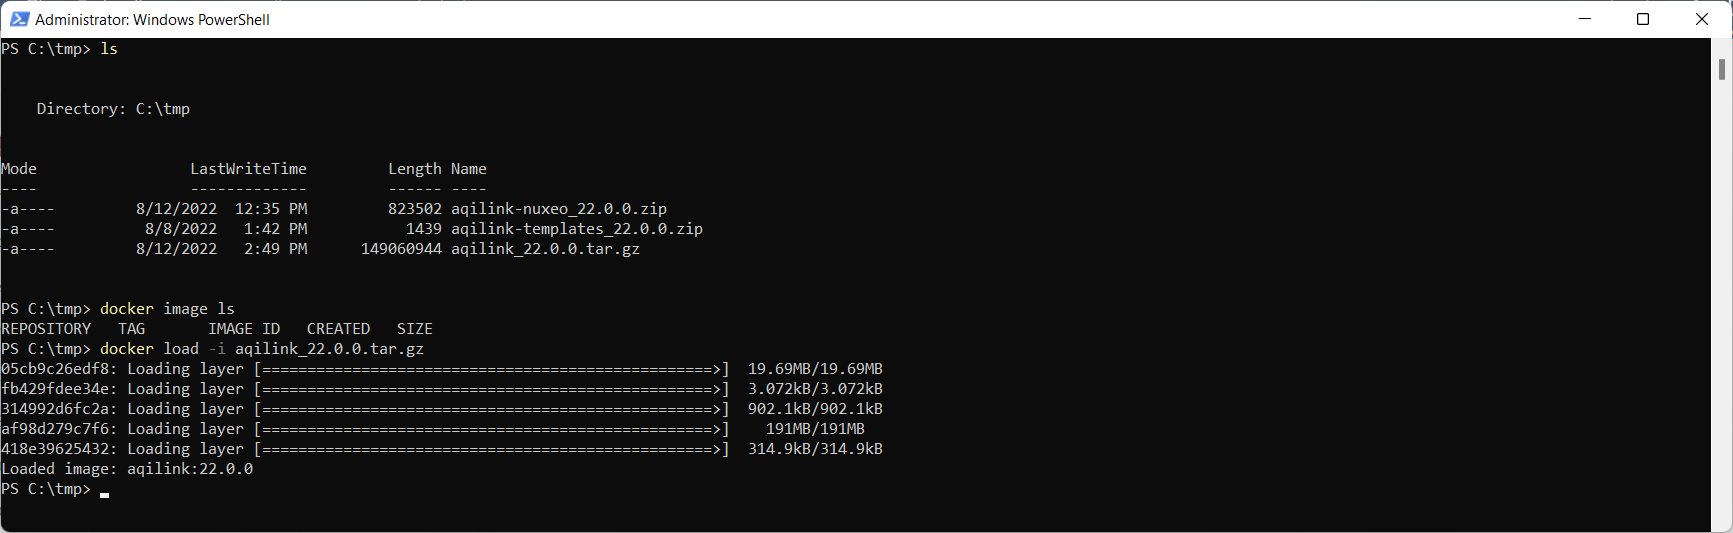 Administrator: Windows PowerShell
PS C:\tmp> ls
    Directory: C:\tmp
Mode                 LastWriteTime         Length Name
----                 -------------         ------ ----
-a----         8/12/2022  12:35 PM         823502 aqilink-nuxeo_22.0.0.zip
-a----          8/8/2022   1:42 PM           1439 aqilink-templates_22.0.0.zip
-a----         8/12/2022   2:49 PM      149060944 aqilink_22.0.0.tar.gz
PS C:\tmp> docker image ls
REPOSITORY   TAG       IMAGE ID   CREATED   SIZE
PS C:\tmp> docker load -i aqilink_22.0.0.tar.gz
05cb9c26edf8: Loading layer [==================================================>]  19.69MB/19.69MB
fb429fdee34e: Loading layer [==================================================>]  3.072kB/3.072kB
314992d6fc2a: Loading layer [==================================================>]  902.1kB/902.1kB
af98d279c7f6: Loading layer [==================================================>]    191MB/191MB
418e39625432: Loading layer [==================================================>]  314.9kB/314.9kB
Loaded image: aqilink:22.0.0
PS C:\tmp>